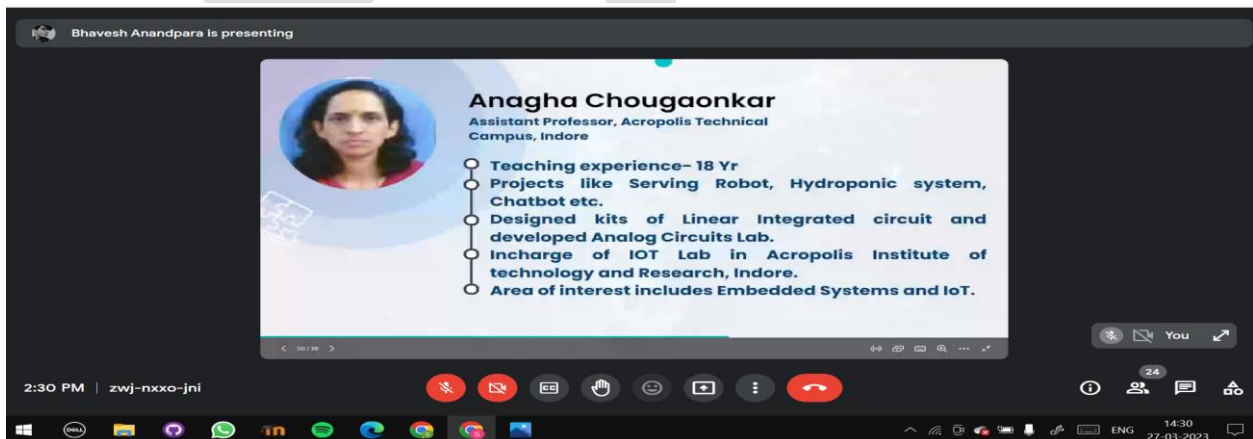 Bhavesh Anandpara is presenting
Anagha Chougaonkar
Assistant Professor, Acropolis Technical
Campus, Indore
Teaching experience- 18 Yr
Projects like Serving Robot, Hydroponic system,
Chatbot etc.
Designed kits of Linear Integrated circuit and
developed Analog Circuits Lab.
Incharge of IOT Lab in Acropolis Institute of
technology and Research, Indore.
Area of interest includes Embedded Systems and IoT.
You
2:30 PM | zwj-nxxo-jni
CC
24
DELL
ENG
14:30
27-03-2023